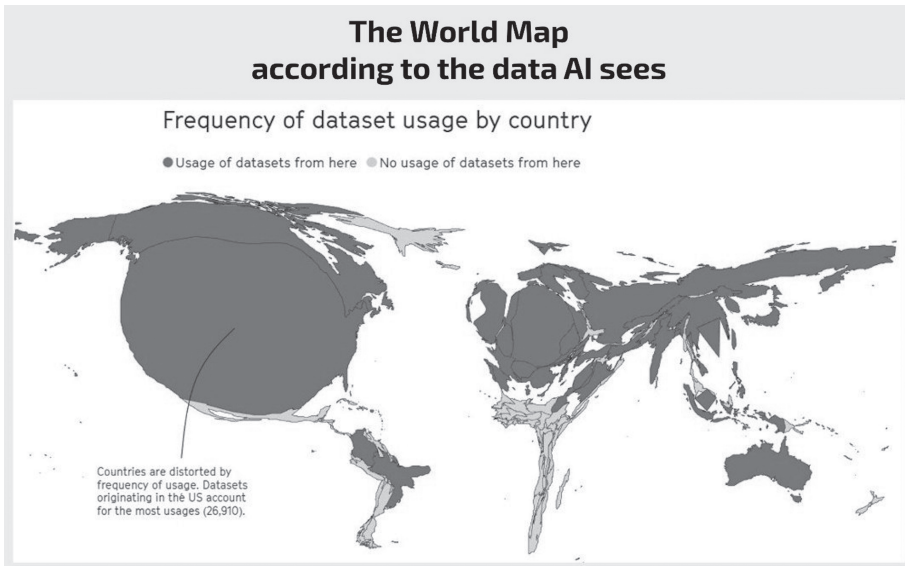 The World Map
according to the data AI sees
Frequency of dataset usage by country
Usage of datasets from here No usage of datasets from here
Countries are distorted by
frequency of usage. Datasets
originating in the US account
for the most usages (26,910).